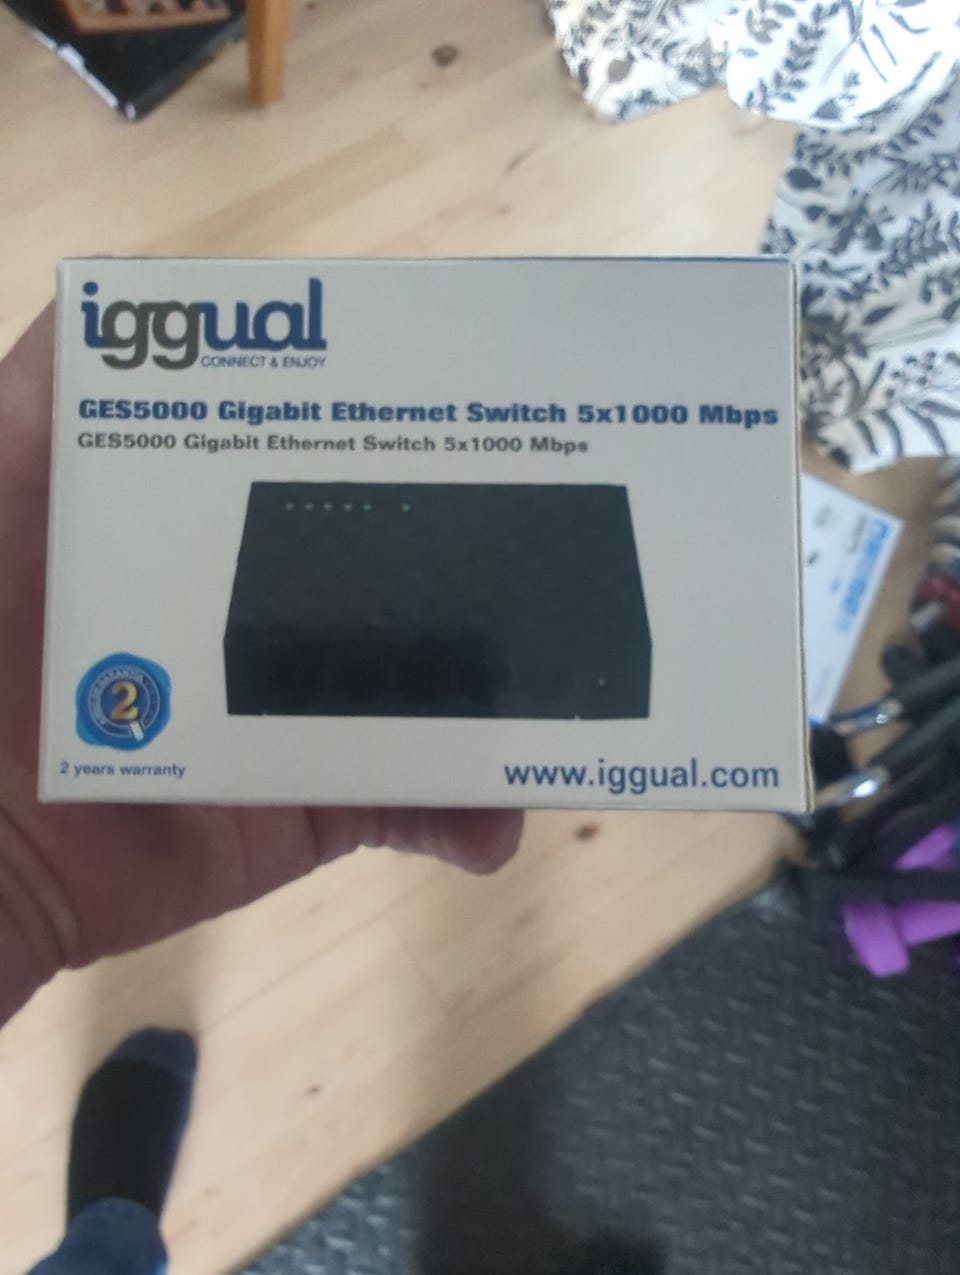 iggual
CONNECT & ENJOY
GES5000 Gigabit Ethernet Switch 5x1000 Mbps
GES5000 Gigabit Ethernet Switch 5x1000 Mbps
2
2 years warranty
www.iggual.com